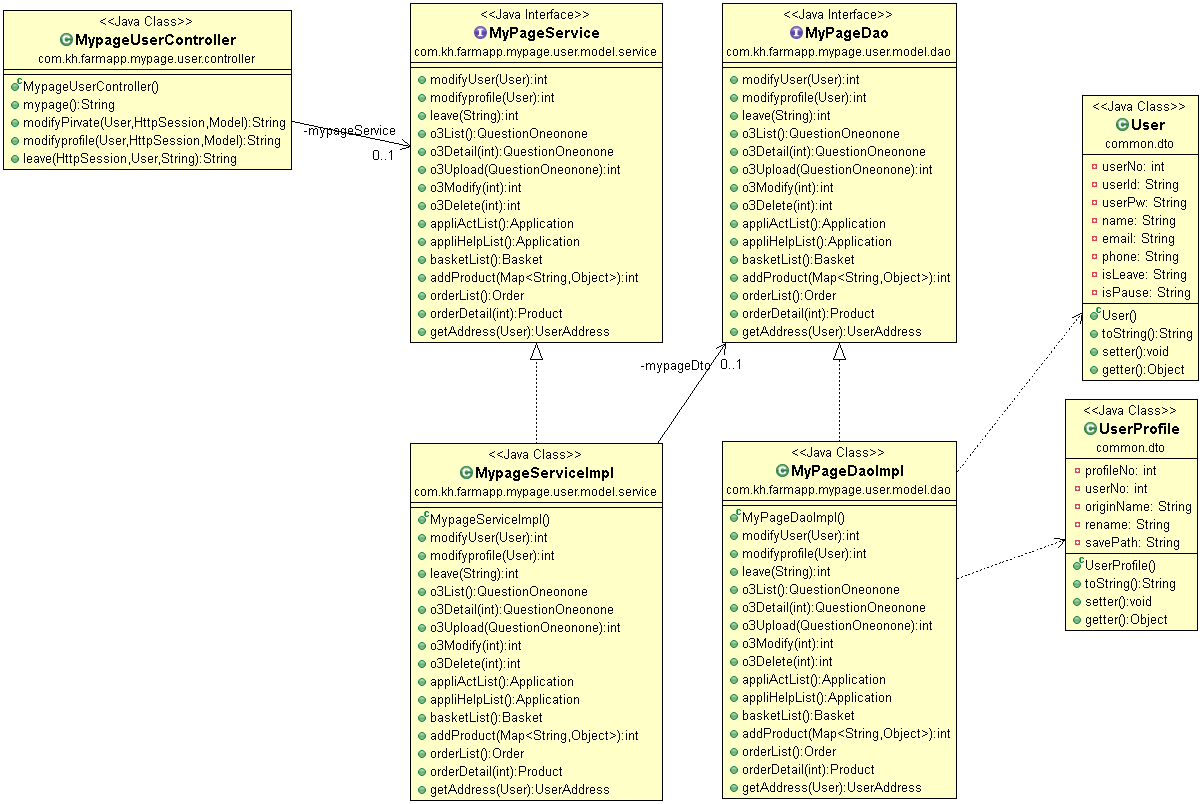 <<Java Class>>
MypageUserController
com.kh.farmapp.mypage.user.controller
MypageUserController()
mypage():String
modifyPirvate(User,HttpSession,Model):String
modifyprofile(User,HttpSession,Model):String
leave(HttpSession,User,String):String
-mypageService
0..1
<<Java Interface>>
MyPageService
com.kh.farmapp.mypage.user.model.service
modifyUser(User):int
modifyprofile(User):int
leave(String):int
o3List():QuestionOneonone
o3Detail(int):QuestionOneonone
o3Upload(QuestionOneonone):int
o3Modify(int):int
o3Delete(int):int
appliActList():Application
appliHelpList():Application
basketList():Basket
addProduct(Map<String,Object>):int
orderList():Order
orderDetail(int):Product
getAddress(User):UserAddress
<<Java Interface>>
MyPageDao
com.kh.farmapp.mypage.user.model.dao
modifyUser(User):int
modifyprofile(User):int
leave(String):int
o3List():QuestionOneonone
o3Detail(int):QuestionOneonone
o3Upload(QuestionOneonone):int
o3Modify(int):int
o3Delete(int):int
appliActList():Application
appliHelpList():Application
basketList():Basket
addProduct(Map<String,Object>):int
orderList():Order
orderDetail(int):Product
getAddress(User):UserAddress
-mypageDto
0..1
<<Java Class>>
User
common.dto
userNo: int
userId: String
userPw: String
name: String
email: String
phone: String
isLeave: String
isPause: String
User()
toString():String
setter():void
getter():Object
<<Java Class>>
MypageServiceImpl
com.kh.farmapp.mypage.user.model.service
MypageServiceImpl()
modifyUser(User):int
modifyprofile(User):int
leave(String):int
o3List():QuestionOneonone
o3Detail(int):QuestionOneonone
o3Upload(QuestionOneonone):int
o3Modify(int):int
o3Delete(int):int
appliActList():Application
appliHelpList():Application
basketList():Basket
addProduct(Map<String,Object>):int
orderList():Order
orderDetail(int):Product
getAddress(User):UserAddress
<<Java Class>>
MyPageDaoImpl
com.kh.farmapp.mypage.user.model.dao
MyPageDaoImpl()
modifyUser(User):int
modifyprofile(User):int
leave(String):int
o3List():QuestionOneonone
o3Detail(int):QuestionOneonone
o3Upload(QuestionOneonone):int
o3Modify(int):int
o3Delete(int):int
appliActList():Application
appliHelpList():Application
basketList():Basket
addProduct(Map<String,Object>):int
orderList():Order
orderDetail(int):Product
getAddress(User):UserAddress
<<Java Class>>
UserProfile
common.dto
profileNo: int
userNo: int
originName: String
rename: String
savePath: String
UserProfile()
toString():String
setter():void
getter():Object